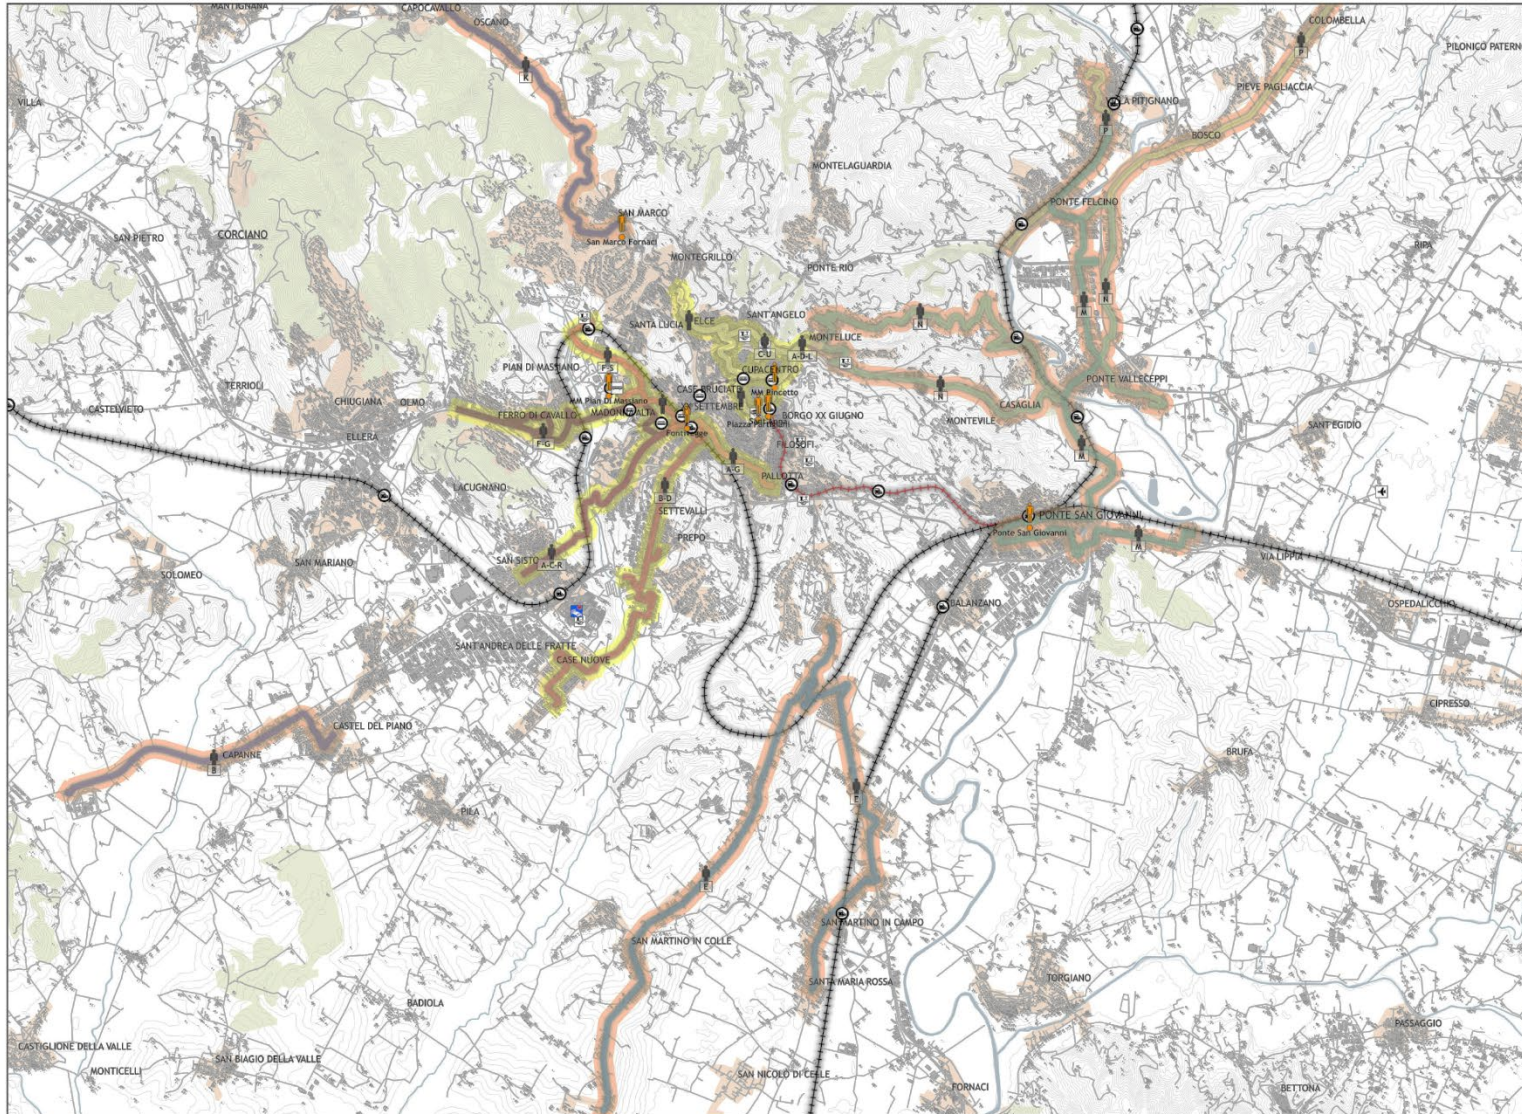 MANTIGNANA
CAPOCAVALLO
OSCANO
COLOMBELLA
PILONICO PATERN
K
P
VILLA
PIEVE PAGLIACCIA
LA PITIGNANO
P
BOSCO
MONTELAGUARDIA
PONTE FELCINO
SAN MARCO
San Marco Fornaci
SAN PIETRO
CORCIANO
RIPA
MONTEGRILLO
PONTE RIO
N
M
SANT'ANGELO
SANTA LUCIA
ELCE
N
MONTELUCE
C-U
A-D-L
F-S
PIAN DI MASSIANO
CUPA
CENTRO
PONTE VALLECEPPI
TERRIOLI
CHIUGIANA
OLMO
CASTELVIETO
MM Pian Di Massiano
CASE BRUCIATE
MM Pincetto
N
CASAGLIA
FERRO DI CAVALLO
MADONNA ALTA
XX SETTEMBRE
BORGO XX GIUGNO
MONTEVILE
SANT'EGIDIO
ELLERA
F-G
Fontivegge
FILOSOFI
M
A-G
PALLOTTA
LACUGNANO
B-D
SETTEVALLI
PONTE SAN GIOVANNI
Ponte San Giovanni
M
PREPO
SAN SISTO
A-C-R
VIA LIPPIA
SAN MARIANO
SOLOMEO
BALANZANO
OSPEDALICCHIO
SANT'ANDREA DELLE FRATTE
CASE NUOVE
CIPRESSO
CASTEL DEL PIANO
CAPANNE
B
BRUFA
E
PILA
E
SAN MARTINO IN CAMPO
SAN MARTINO IN COLLE
SANTA MARIA ROSSA
TORGIANO
BADIOLA
PASSAGGIO
CASTIGLIONE DELLA VALLE
SAN BIAGIO DELLA VALLE
MONTICELLI
SAN NICOLO DI CELLE
FORNACI
BETTONA